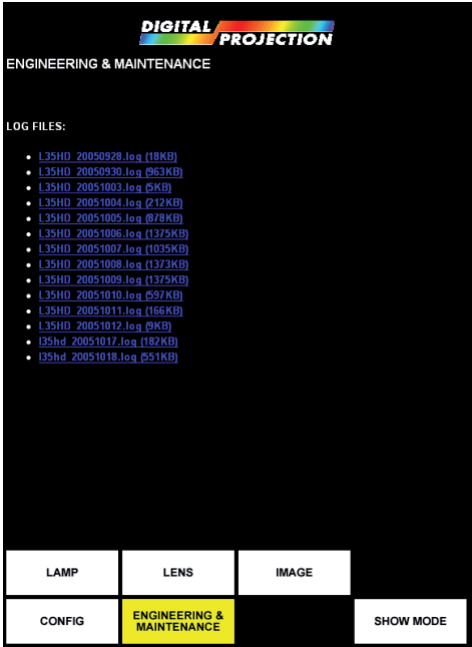 DIGITAL
PROJECTION
ENGINEERING & MAINTENANCE
LOG FILES:
L35HD_20050928.log (18KB)
L35HD_20050930.log (963KB)
L35HD_20051003.log (5KB)
L35HD_20051004.log (212KB)
L35HD_20051005.log (878KB)
L35HD_20051006.log (1375KB)
L35HD_20051007.log (1035KB)
L35HD_20051008.log (1373KB)
L35HD_20051009.log (1375KB)
L35HD_20051010.log (597KB)
L35HD_20051011.log (166KB)
L35HD_20051012.log (9KB)
l35hd_20051017.log (182KB)
l35hd_20051018.log (551KB)
LAMP LENS IMAGE
CONFIG ENGINEERING & MAINTENANCE SHOW MODE